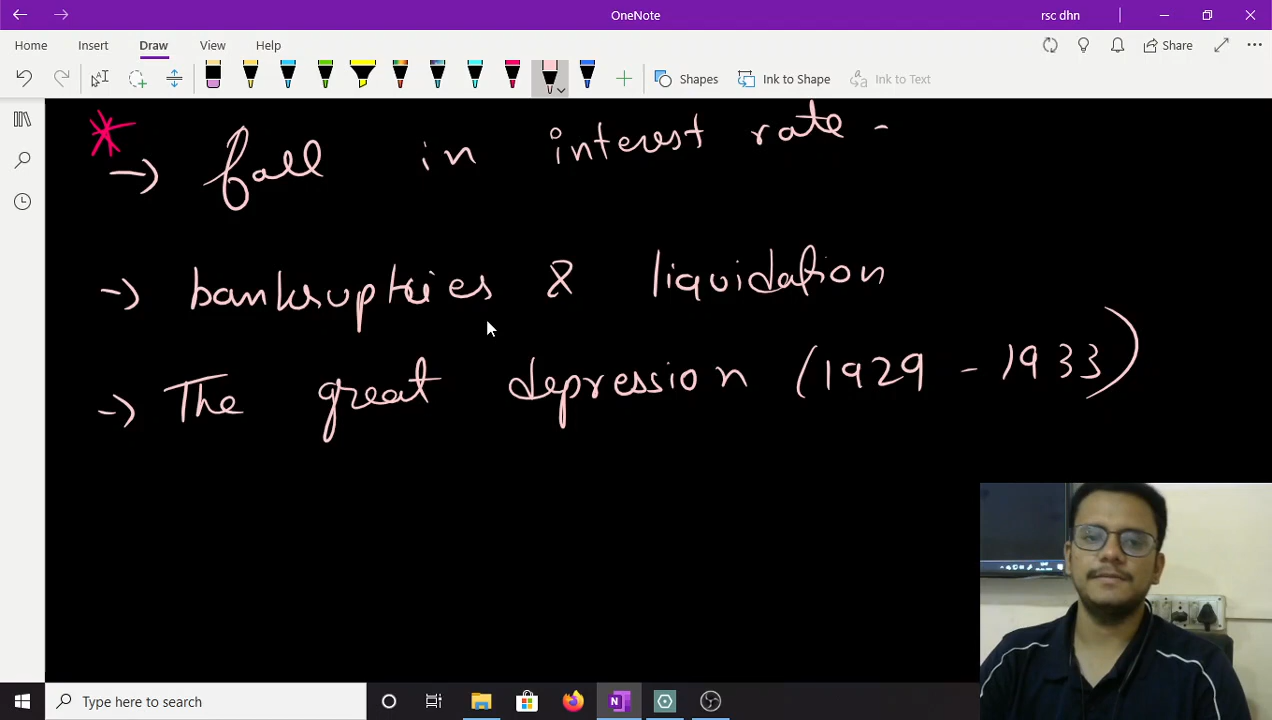 OneNote
rsc dhn
Home Insert Draw View Help Share
Shapes Ink to Shape Ink to Text
* → fall in interest rate -
→ bankruptcies & liquidation
→ The great depression (1929 - 1933)
Type here to search